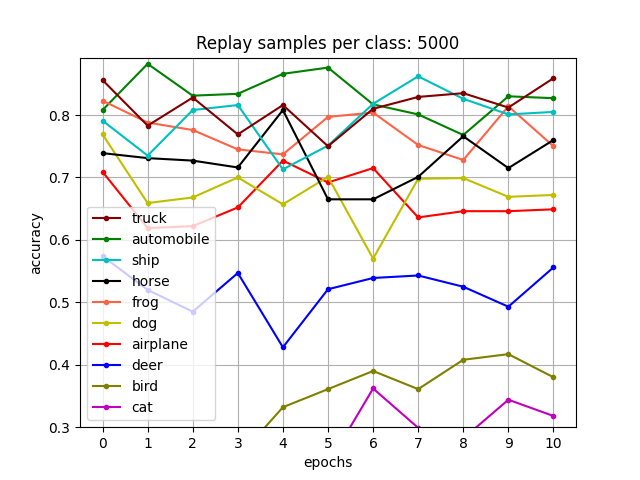 Replay samples per class: 5000
accuracy
0.8
0.7
0.6
0.5
0.4
0.3
truck
automobile
ship
horse
frog
dog
airplane
deer
bird
cat
0 1 2 3 4 5 6 7 8 9 10
epochs